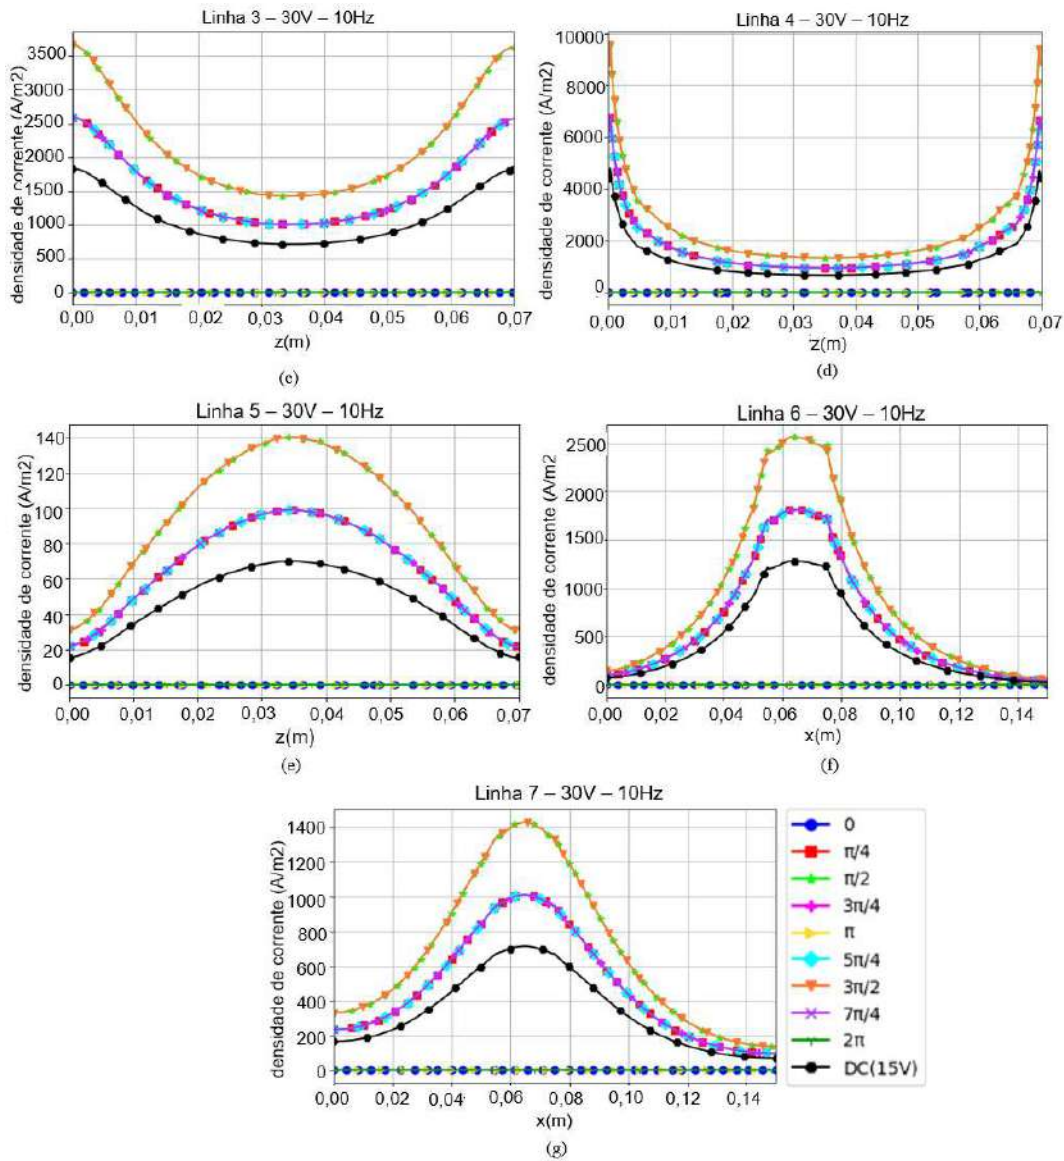 Linha 3 – 30V – 10Hz
densidade de corrente (A/m2)
3500
3000
2500
2000
1500
1000
500
0
0,00 0,01 0,02 0,03 0,04 0,05 0,06 0,07
z(m)
(c)
Linha 4 – 30V – 10Hz
densidade de corrente (A/m2)
10000
8000
6000
4000
2000
0
0,00 0,01 0,02 0,03 0,04 0,05 0,06 0,07
z(m)
(d)
Linha 5 – 30V – 10Hz
densidade de corrente (A/m2)
140
120
100
80
60
40
20
0
0,00 0,01 0,02 0,03 0,04 0,05 0,06 0,07
z(m)
(e)
Linha 6 – 30V – 10Hz
densidade de corrente (A/m2
2500
2000
1500
1000
500
0
0,00 0,02 0,04 0,06 0,08 0,10 0,12 0,14
x(m)
(f)
Linha 7 – 30V – 10Hz
densidade de corrente (A/m2)
1400
1200
1000
800
600
400
200
0
0,00 0,02 0,04 0,06 0,08 0,10 0,12 0,14
x(m)
(g)
0
π/4
π/2
3π/4
π
5π/4
3π/2
7π/4
2π
DC(15V)